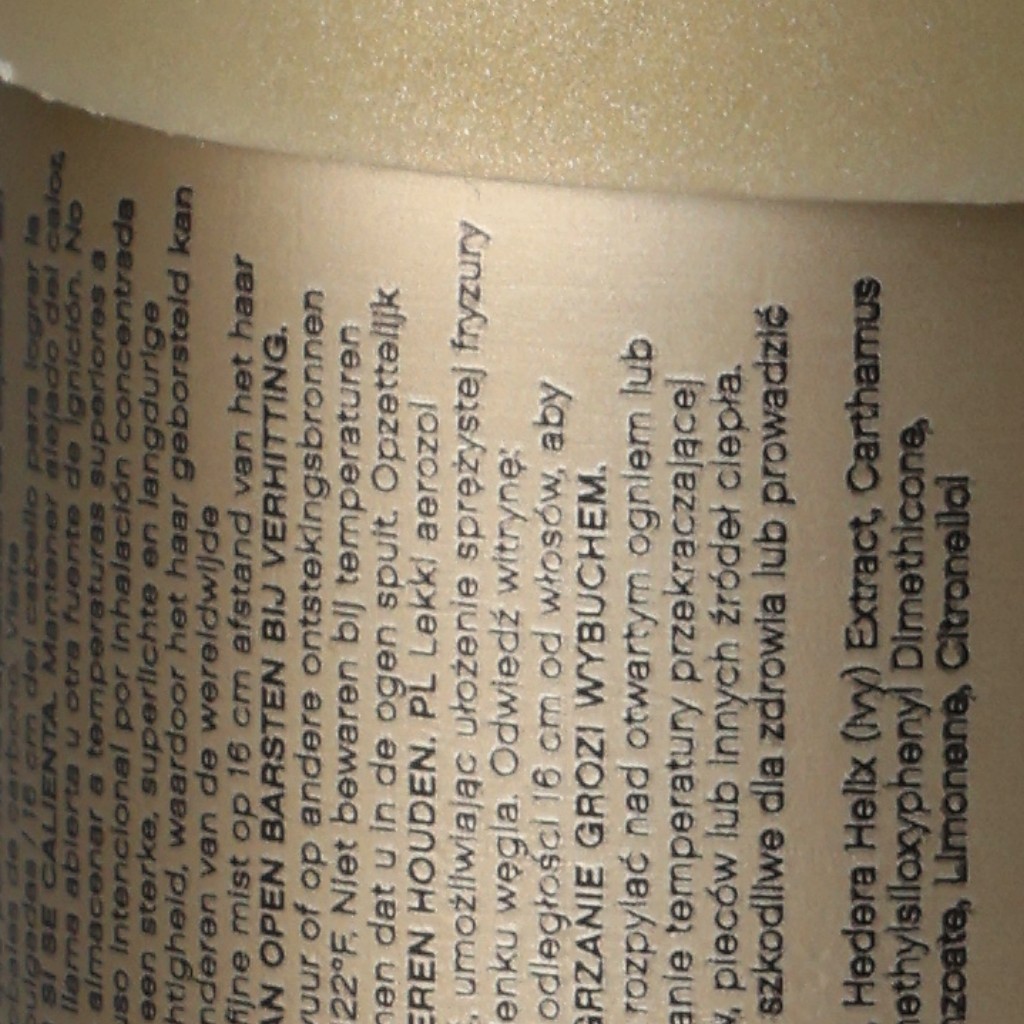 pulgadas/16 cm del cabello para lograr la
SI SE CALIENTA. Mantener alejado del calor,
llama abierta u otra fuente de ignición. No
almacenar a temperaturas superiores a
uso intencional por inhalación concentrada
een sterke, superlichte en langdurige
htigheid, waardoor het haar geborsteld kan
nderen van de wereldwijde
fijne mist op 16 cm afstand van het haar
AN OPEN BARSTEN BIJ VERHITTING.
vuur of op andere ontstekingsbronnen
22°F. Niet bewaren bij temperaturen
men dat u in de ogen spuit. Opzettelijk
EREN HOUDEN. PL Lekki aerozol
, umożliwiając ułożenie sprężystej fryzury
enku węgla. Odwiedź witrynę:
odległości 16 cm od włosów, aby
GRZANIE GROZI WYBUCHEM.
rozpylać nad otwartym ogniem lub
anie temperatury przekraczającej
, pieców lub innych źródeł ciepła.
szkodliwe dla zdrowia lub prowadzić
, Hedera Helix (Ivy) Extract, Carthamus
ethylsiloxyphenyl Dimethicone,
nzoate, Limonene, Citronellol